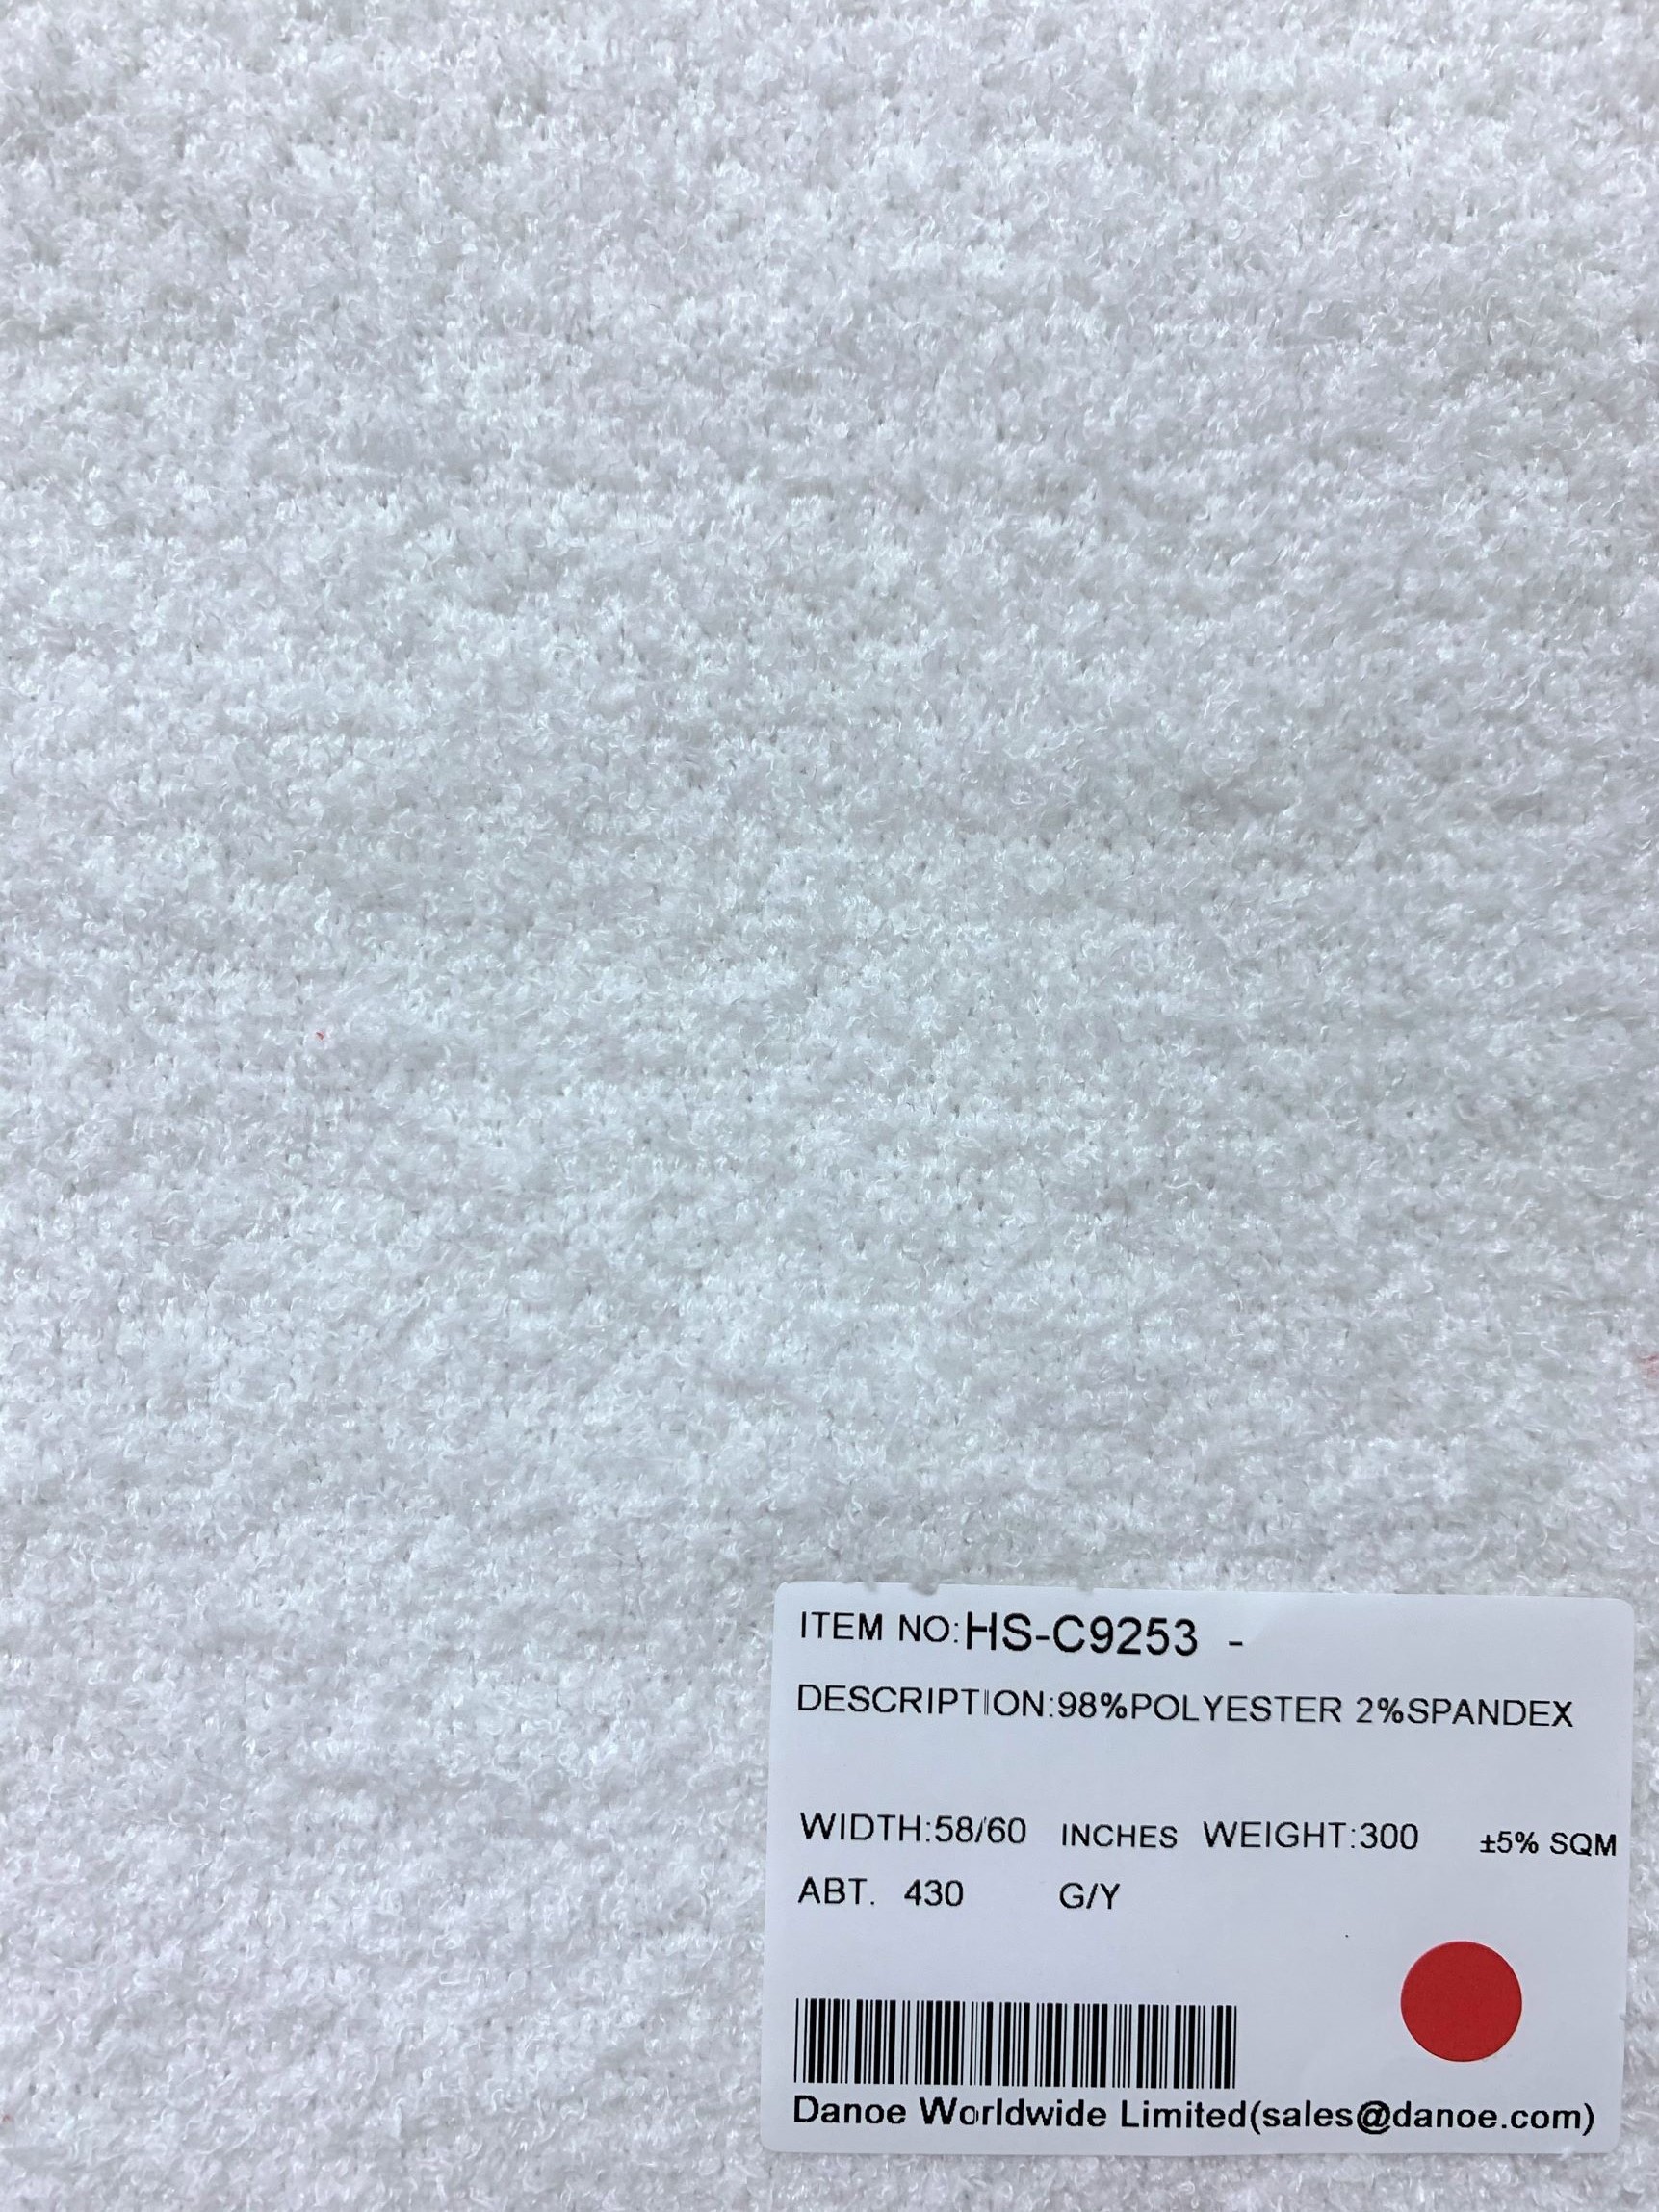 ITEM NO:HS-C9253 -
DESCRIPTION:98%POLYESTER 2%SPANDEX
WIDTH:58/60 INCHES WEIGHT:300 ±5% SQM
ABT. 430 G/Y
Danoe Worldwide Limited(sales@danoe.com)